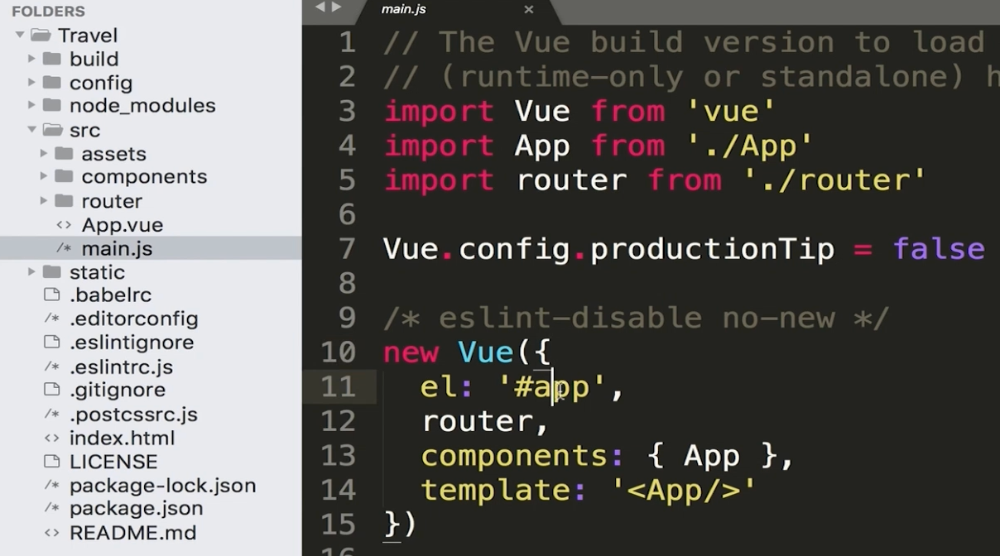 FOLDERS
Travel
build
config
node_modules
src
assets
components
router
<> App.vue
/* main.js
static
.babelrc
/* .editorconfig
.eslintignore
/* .eslintrc.js
.gitignore
/* .postcssrc.js
<> index.html
LICENSE
/* package-lock.json
/* package.json
<> README.md
main.js ×
1 // The Vue build version to load
2 // (runtime-only or standalone) h
3 import Vue from 'vue'
4 import App from './App'
5 import router from './router'
6
7 Vue.config.productionTip = false
8
9 /* eslint-disable no-new */
10 new Vue({
11 el: '#app',
12 router,
13 components: { App },
14 template: '<App/>'
15 })
16